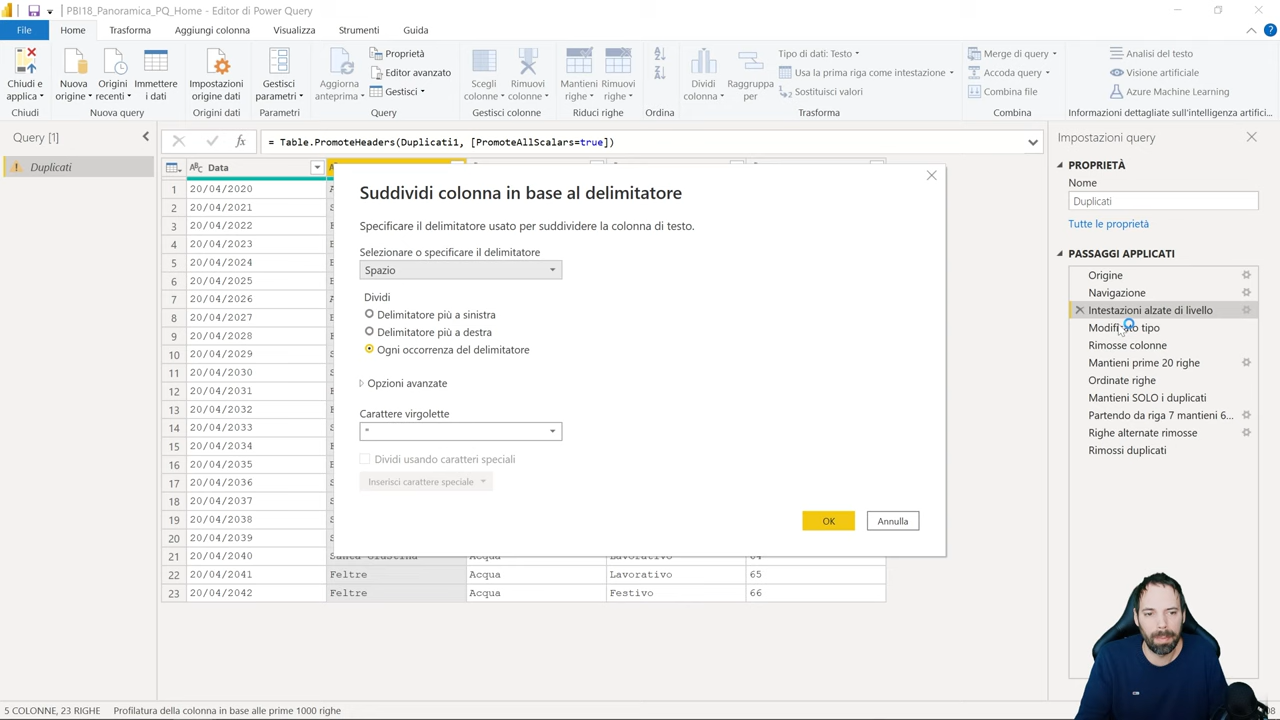 PBI18_Panoramica_PQ_Home - Editor di Power Query
File Home Trasforma Aggiungi colonna Visualizza Strumenti Guida
Chiudi e applica
Nuova origine
Origini recenti
Immettere i dati
Impostazioni origine dati
Gestisci parametri
Aggiorna anteprima
Proprietà
Editor avanzato
Gestisci
Scegli colonne
Rimuovi colonne
Mantieni righe
Rimuovi righe
Dividi colonna
Raggruppa per
Tipo di dati: Testo
Usa la prima riga come intestazione
Sostituisci valori
Merge di query
Accoda query
Combina file
Analisi del testo
Visione artificiale
Azure Machine Learning
Chiudi Nuova query Origini dati Parametri Query Gestisci colonne Riduci righe Ordina Trasforma Combina Informazioni dettagliate sull'intelligenza artifici...
Query [1]
Duplicati
fx = Table.PromoteHeaders(Duplicati1, [PromoteAllScalars=true])
ABC Data
1 20/04/2020
2 20/04/2021
3 20/04/2022
4 20/04/2023
5 20/04/2024
6 20/04/2025
7 20/04/2026
8 20/04/2027
9 20/04/2028
10 20/04/2029
11 20/04/2030
12 20/04/2031
13 20/04/2032
14 20/04/2033
15 20/04/2034
16 20/04/2035
17 20/04/2036
18 20/04/2037
19 20/04/2038
20 20/04/2039
21 20/04/2040 Santa Giustina Acqua Lavorativo 64
22 20/04/2041 Feltre Acqua Lavorativo 65
23 20/04/2042 Feltre Acqua Festivo 66
Suddividi colonna in base al delimitatore
Specificare il delimitatore usato per suddividere la colonna di testo.
Selezionare o specificare il delimitatore
Spazio
Dividi
Delimitatore più a sinistra
Delimitatore più a destra
Ogni occorrenza del delimitatore
Opzioni avanzate
Carattere virgolette
"
Dividi usando caratteri speciali
Inserisci carattere speciale
OK Annulla
Impostazioni query
PROPRIETÀ
Nome
Duplicati
Tutte le proprietà
PASSAGGI APPLICATI
Origine
Navigazione
Intestazioni alzate di livello
Modificato tipo
Rimosse colonne
Mantieni prime 20 righe
Ordinate righe
Mantieni SOLO i duplicati
Partendo da riga 7 mantieni 6...
Righe alternate rimosse
Rimossi duplicati
5 COLONNE, 23 RIGHE Profilatura della colonna in base alle prime 1000 righe